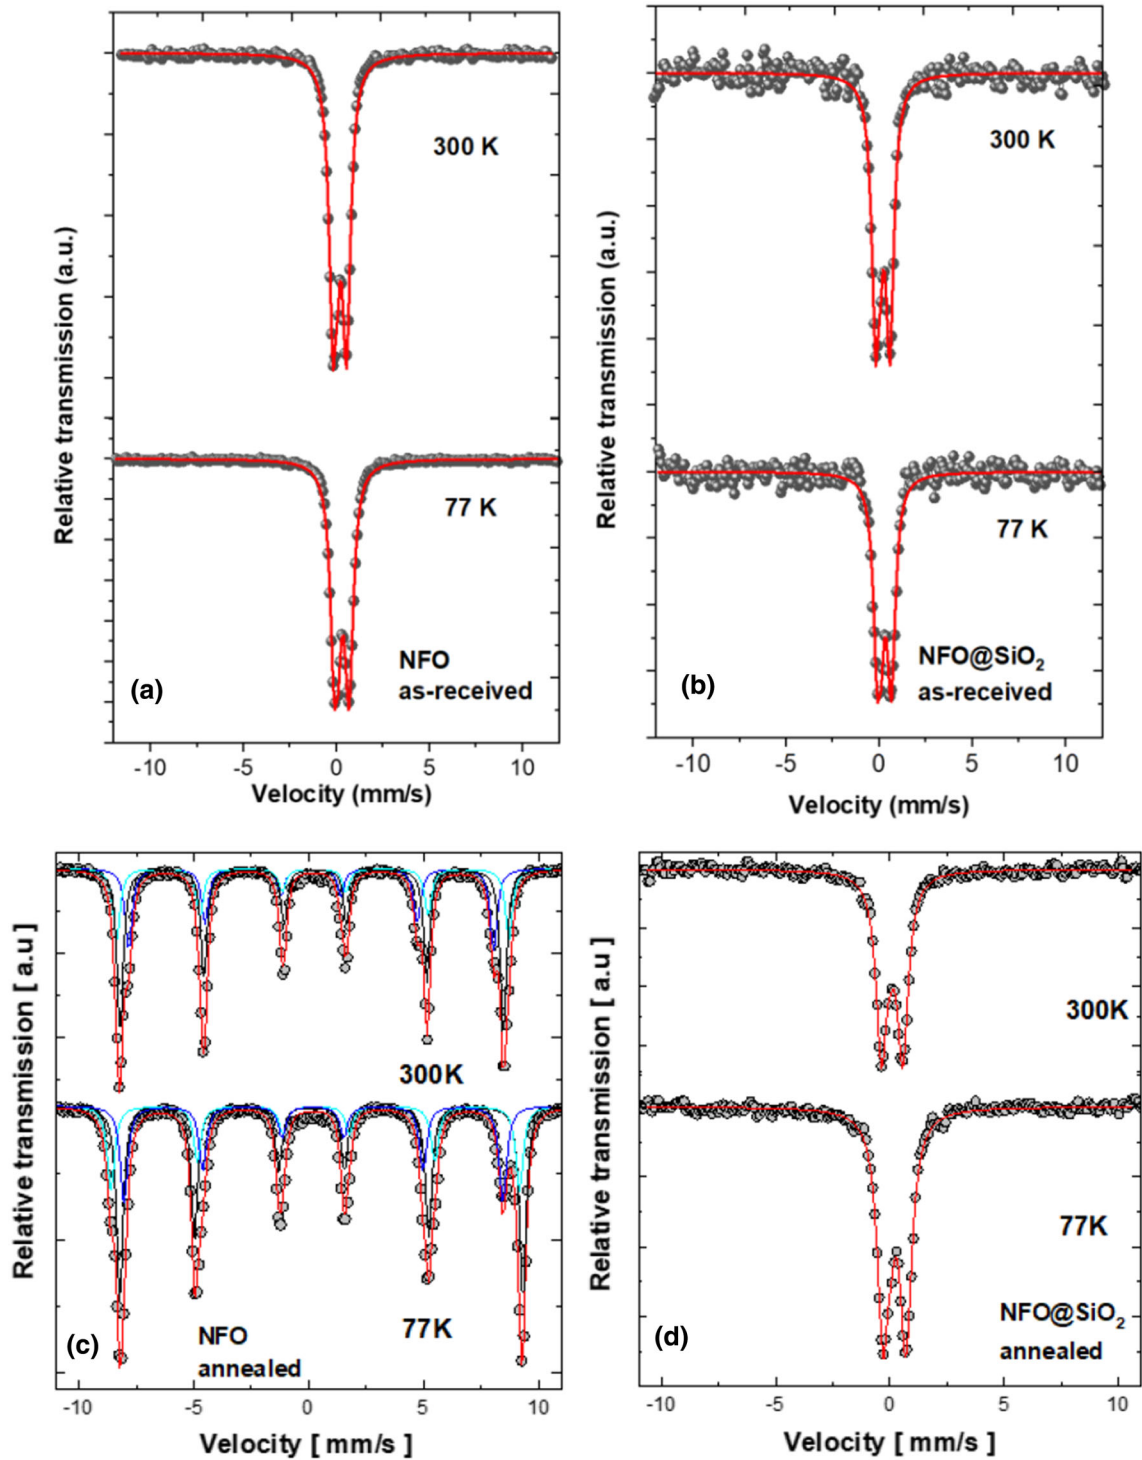 Relative transmission (a.u.)
300 K
77 K
NFO
as-received
(a)
-10 -5 0 5 10
Velocity (mm/s)
Relative transmission (a.u.)
300 K
77 K
NFO@SiO2
as-received
(b)
-10 -5 0 5 10
Velocity (mm/s)
Relative transmission [ a.u ]
300K
77K
NFO
annealed
(c)
-10 -5 0 5 10
Velocity [ mm/s ]
Relative transmission [ a.u ]
300K
77K
NFO@SiO2
annealed
(d)
-10 -5 0 5 10
Velocity [ mm/s ]